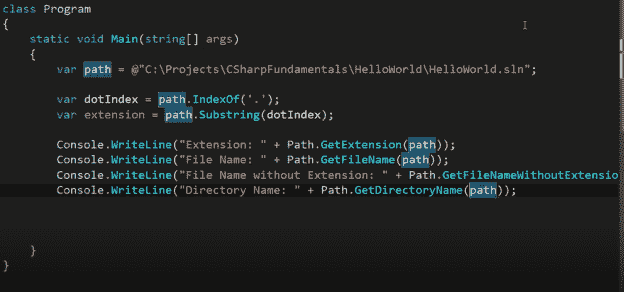 class Program
{
static void Main(string[] args)
{
var path = @"C:\Projects\CSharpFundamentals\HelloWorld\HelloWorld.sln";
var dotIndex = path.IndexOf('.');
var extension = path.Substring(dotIndex);
Console.WriteLine("Extension: " + Path.GetExtension(path));
Console.WriteLine("File Name: " + Path.GetFileName(path));
Console.WriteLine("File Name without Extension: " + Path.GetFileNameWithoutExtensio
Console.WriteLine("Directory Name: " + Path.GetDirectoryName(path));
}
}